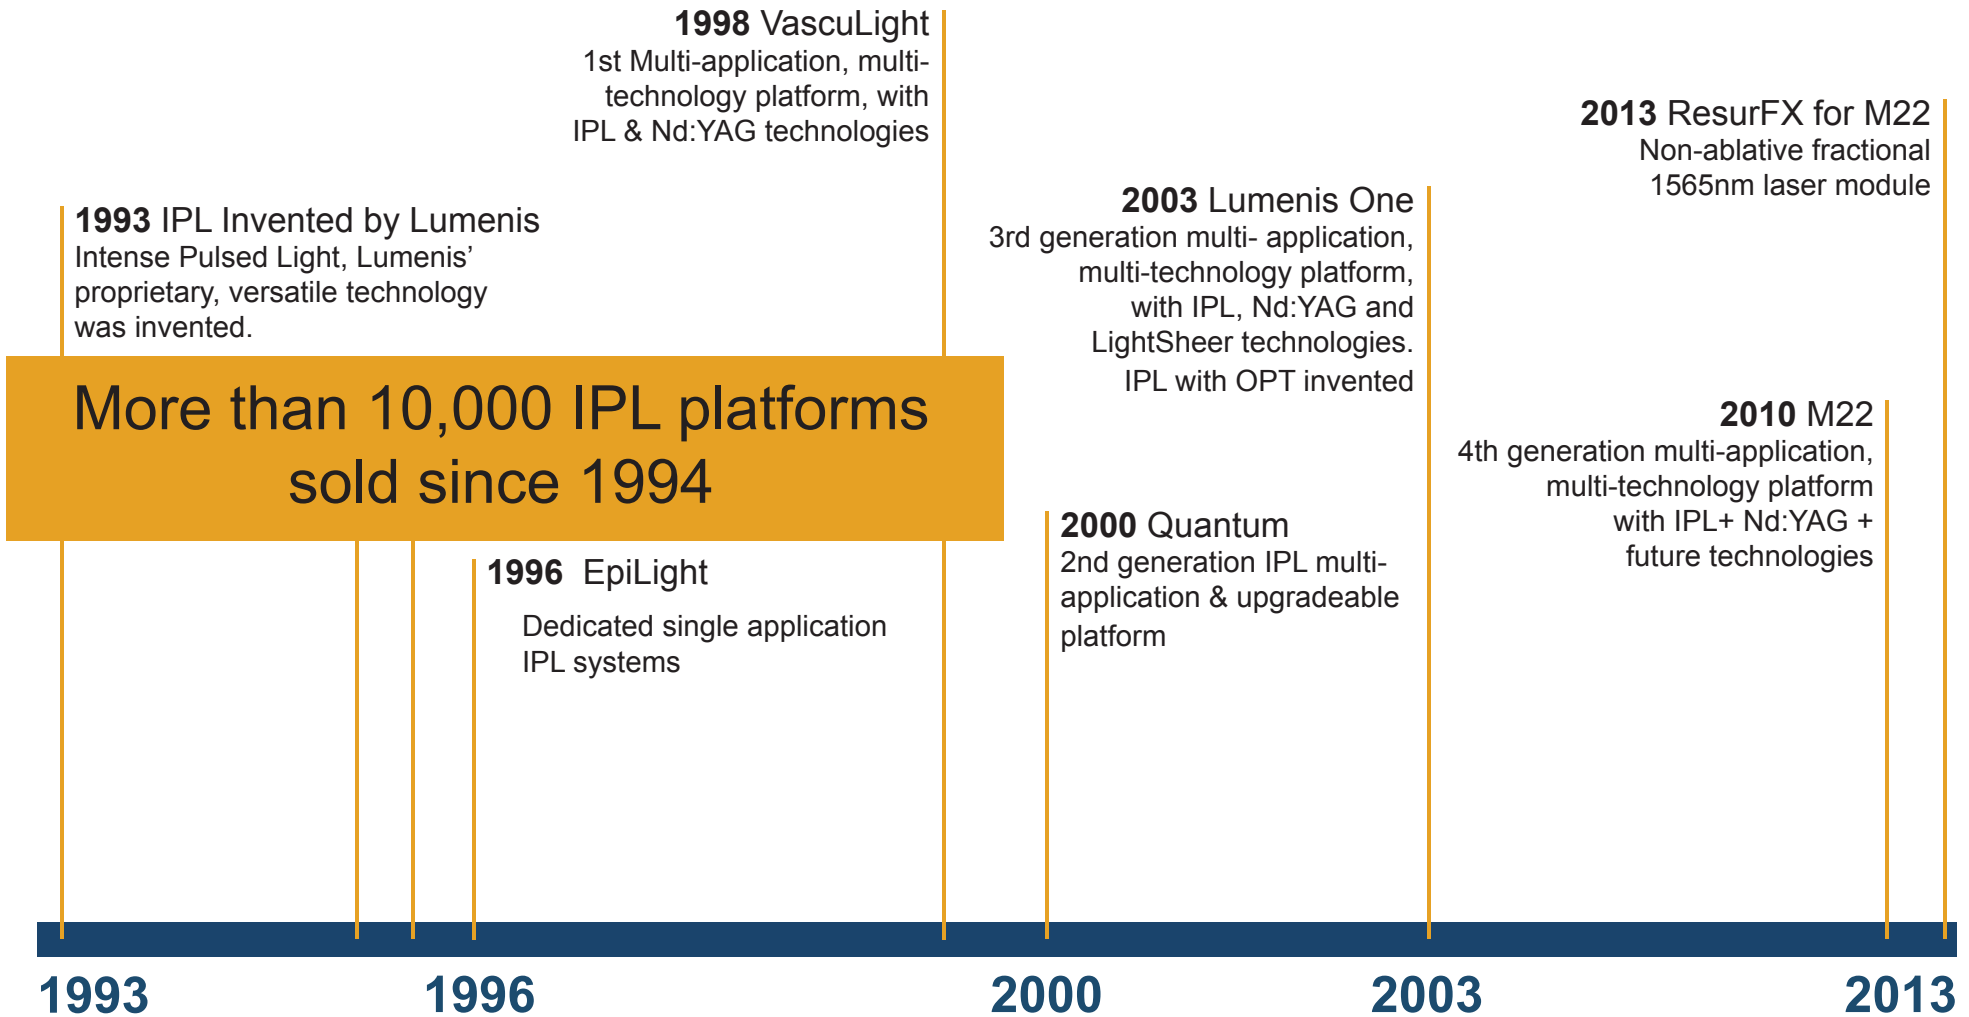 1998 VascuLight
1st Multi-application, multi-
technology platform, with
IPL & Nd:YAG technologies
2013 ResurFX for M22
Non-ablative fractional
1565nm laser module
1993 IPL Invented by Lumenis
Intense Pulsed Light, Lumenis’
proprietary, versatile technology
was invented.
2003 Lumenis One
3rd generation multi- application,
multi-technology platform,
with IPL, Nd:YAG and
LightSheer technologies.
IPL with OPT invented
More than 10,000 IPL platforms
sold since 1994
2010 M22
4th generation multi-application,
multi-technology platform
with IPL+ Nd:YAG +
future technologies
1996 EpiLight
Dedicated single application
IPL systems
2000 Quantum
2nd generation IPL multi-
application & upgradeable
platform
1993
1996
2000
2003
2013